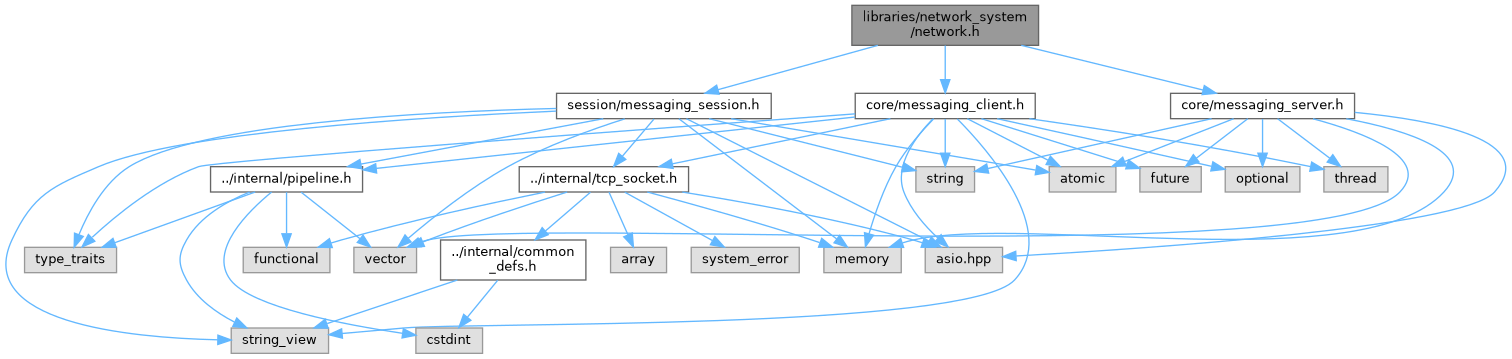 libraries/network_system
/network.h
session/messaging_session.h
core/messaging_client.h
core/messaging_server.h
../internal/pipeline.h
../internal/tcp_socket.h
string
atomic
future
optional
thread
type_traits
functional
vector
../internal/common
_defs.h
array
system_error
memory
asio.hpp
string_view
cstdint